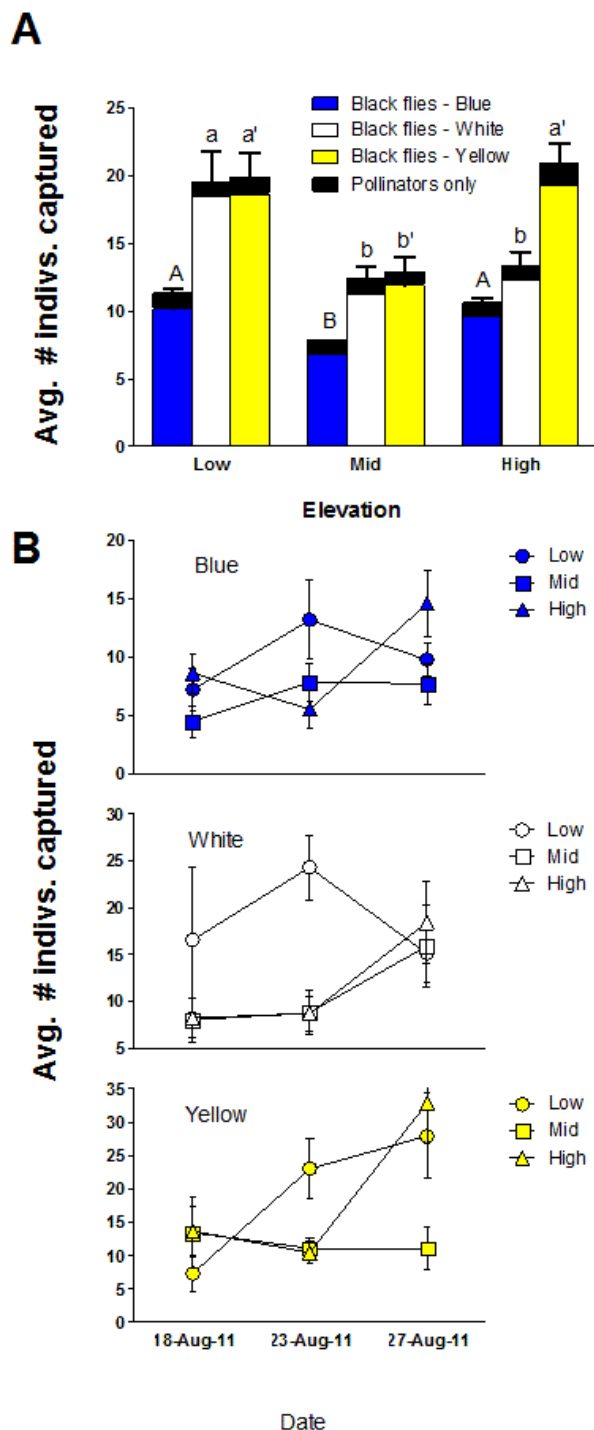 A
Avg. # indivs. captured
25
20
15
10
5
0
Black flies - Blue
Black flies - White
Black flies - Yellow
Pollinators only
A
a
a'
B
b
b'
A
b
a'
Low
Mid
High
Elevation
B
Avg. # indivs. captured
Blue
20
15
10
5
0
Low
Mid
High
White
30
25
20
15
10
5
Low
Mid
High
Yellow
35
30
25
20
15
10
5
0
Low
Mid
High
18-Aug-11
23-Aug-11
27-Aug-11
Date